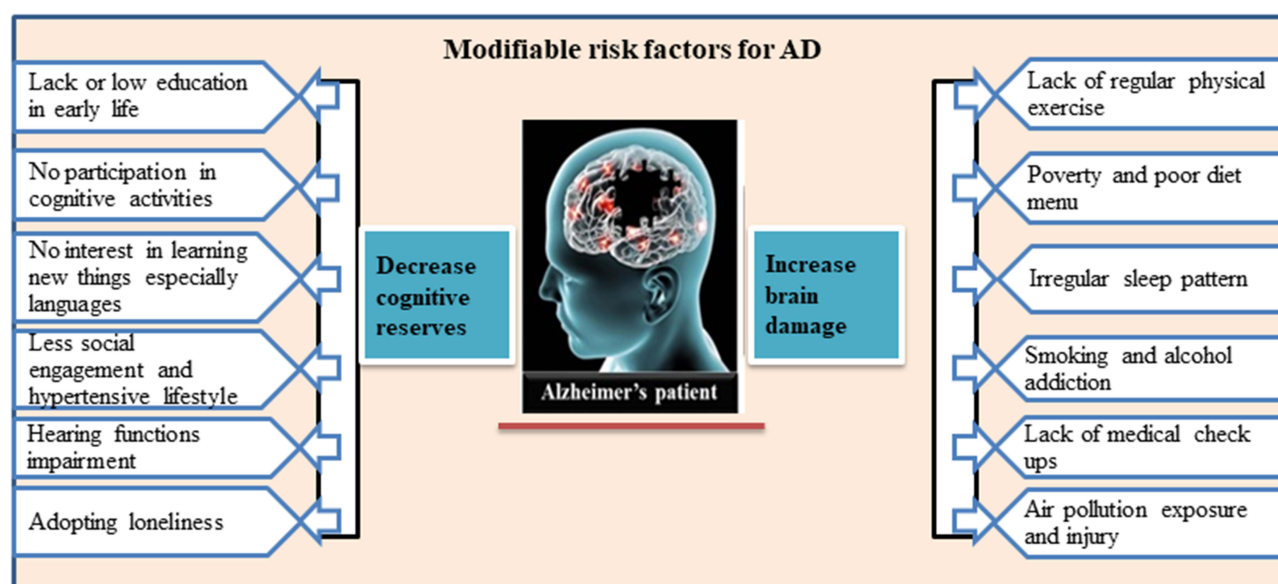 Modifiable risk factors for AD
Lack or low education
in early life
No participation in
cognitive activities
No interest in learning
new things especially
languages
Less social
engagement and
hypertensive lifestyle
Hearing functions
impairment
Adopting loneliness
Decrease
cognitive
reserves
Alzheimer's patient
Increase
brain
damage
Lack of regular physical
exercise
Poverty and poor diet
menu
Irregular sleep pattern
Smoking and alcohol
addiction
Lack of medical check
ups
Air pollution exposure
and injury